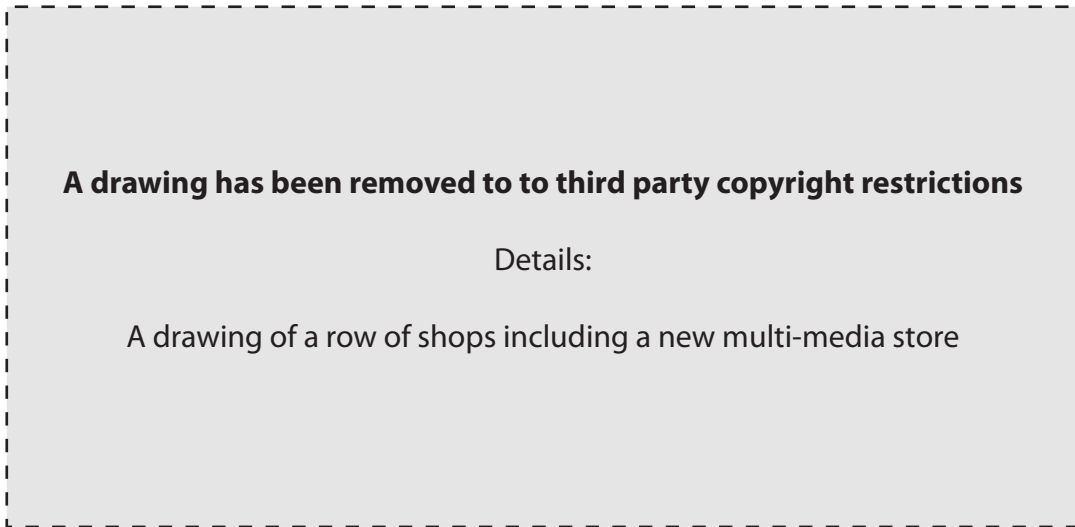 A drawing has been removed to to third party copyright restrictions
Details:
A drawing of a row of shops including a new multi-media store